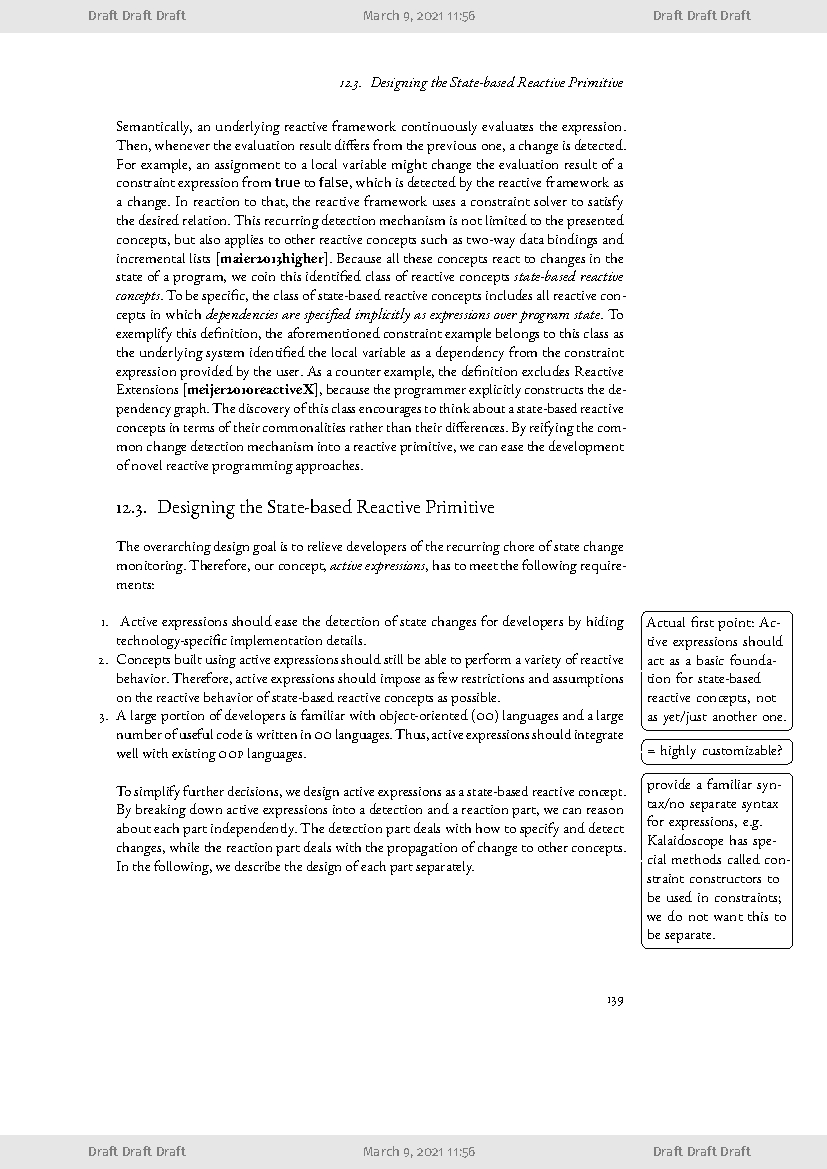 Draft Draft Draft March 9, 2021 11:56 Draft Draft Draft
12.3. Designing the State-based Reactive Primitive
Semantically, an underlying reactive framework continuously evaluates the expression.
Then, whenever the evaluation result differs from the previous one, a change is detected.
For example, an assignment to a local variable might change the evaluation result of a
constraint expression from true to false, which is detected by the reactive framework as
a change. In reaction to that, the reactive framework uses a constraint solver to satisfy
the desired relation. This recurring detection mechanism is not limited to the presented
concepts, but also applies to other reactive concepts such as two-way data bindings and
incremental lists [maier2013higher]. Because all these concepts react to changes in the
state of a program, we coin this identified class of reactive concepts state-based reactive
concepts. To be specific, the class of state-based reactive concepts includes all reactive con-
cepts in which dependencies are specified implicitly as expressions over program state. To
exemplify this definition, the aforementioned constraint example belongs to this class as
the underlying system identified the local variable as a dependency from the constraint
expression provided by the user. As a counter example, the definition excludes Reactive
Extensions [meijer2010reactiveX], because the programmer explicitly constructs the de-
pendency graph. The discovery of this class encourages to think about a state-based reactive
concepts in terms of their commonalities rather than their differences. By reifying the com-
mon change detection mechanism into a reactive primitive, we can ease the development
of novel reactive programming approaches.
12.3. Designing the State-based Reactive Primitive
The overarching design goal is to relieve developers of the recurring chore of state change
monitoring. Therefore, our concept, active expressions, has to meet the following require-
ments:
1. Active expressions should ease the detection of state changes for developers by hiding
technology-specific implementation details.
2. Concepts built using active expressions should still be able to perform a variety of reactive
behavior. Therefore, active expressions should impose as few restrictions and assumptions
on the reactive behavior of state-based reactive concepts as possible.
3. A large portion of developers is familiar with object-oriented (OO) languages and a large
number of useful code is written in OO languages. Thus, active expressions should integrate
well with existing OOP languages.
To simplify further decisions, we design active expressions as a state-based reactive concept.
By breaking down active expressions into a detection and a reaction part, we can reason
about each part independently. The detection part deals with how to specify and detect
changes, while the reaction part deals with the propagation of change to other concepts.
In the following, we describe the design of each part separately.
Actual first point: Ac-
tive expressions should
act as a basic founda-
tion for state-based
reactive concepts, not
as yet/just another one.
= highly customizable?
provide a familiar syn-
tax/no separate syntax
for expressions, e.g.
Kalaidoscope has spe-
cial methods called con-
straint constructors to
be used in constraints;
we do not want this to
be separate.
139
Draft Draft Draft March 9, 2021 11:56 Draft Draft Draft